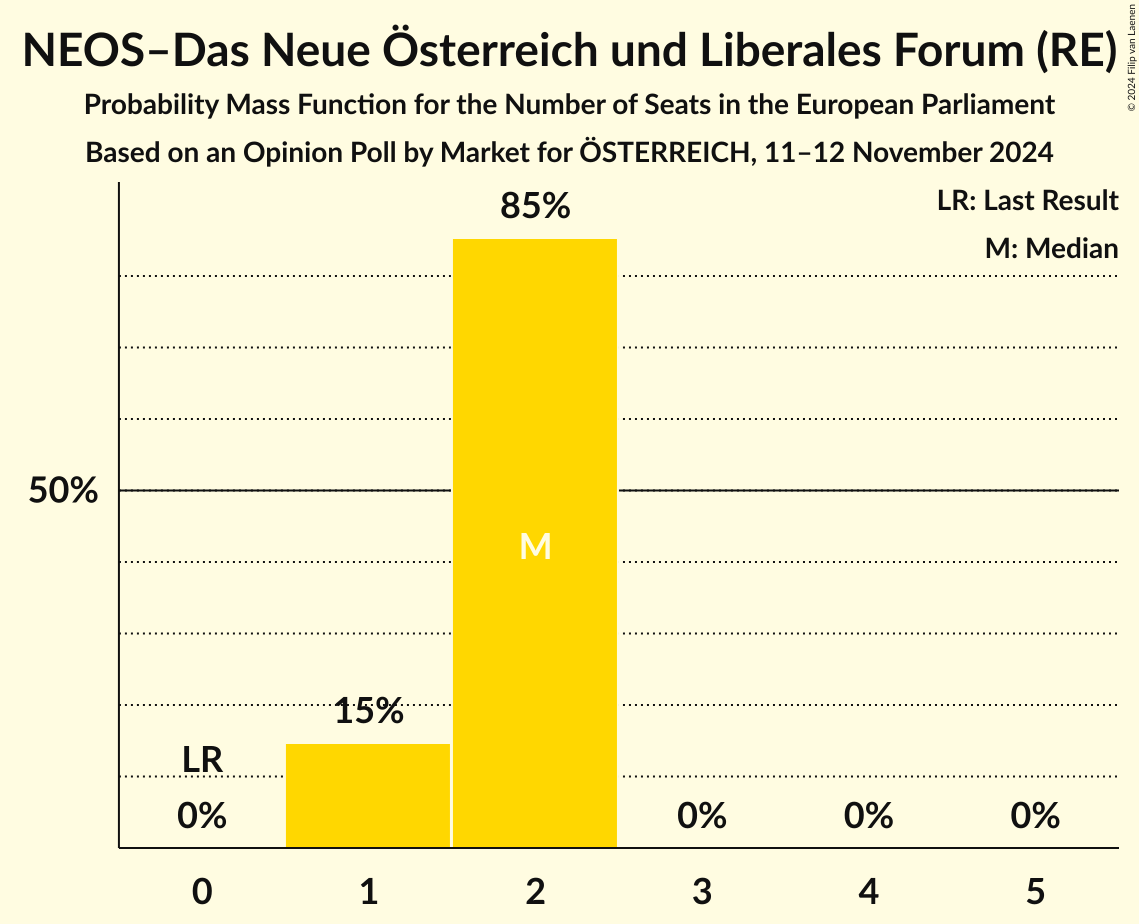 NEOS–Das Neue Österreich und Liberales Forum (RE)
Probability Mass Function for the Number of Seats in the European Parliament
Based on an Opinion Poll by Market for ÖSTERREICH, 11–12 November 2024
© 2024 Filip van Laenen
LR: Last Result
M: Median
85%
50%
M
15%
LR
0%
0%
0%
0%
0 1 2 3 4 5